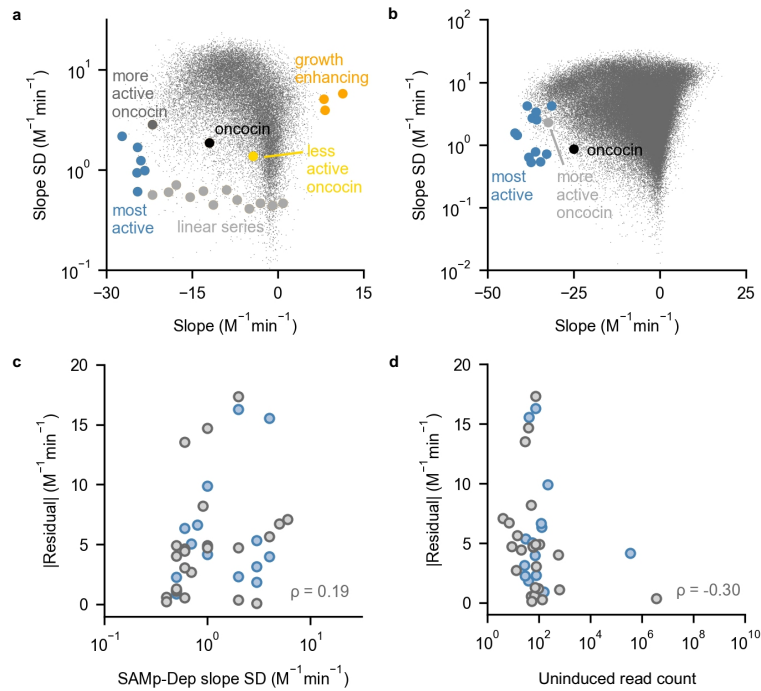 a
Slope SD (M⁻¹min⁻¹)
10¹
10⁰
10⁻¹
−30
−15
0
15
Slope (M⁻¹min⁻¹)
more
active
oncocin
growth
enhancing
oncocin
less
active
oncocin
most
active
linear series
b
Slope SD (M⁻¹min⁻¹)
10²
10¹
10⁰
10⁻¹
10⁻²
−50
−25
0
25
Slope (M⁻¹min⁻¹)
oncocin
most
active
more
active
oncocin
c
|Residual| (M⁻¹min⁻¹)
20
15
10
5
0
10⁻¹
10⁰
10¹
ρ = 0.19
SAMp-Dep slope SD (M⁻¹min⁻¹)
d
|Residual| (M⁻¹min⁻¹)
20
15
10
5
0
10⁰
10²
10⁴
10⁶
10⁸
10¹⁰
ρ = -0.30
Uninduced read count